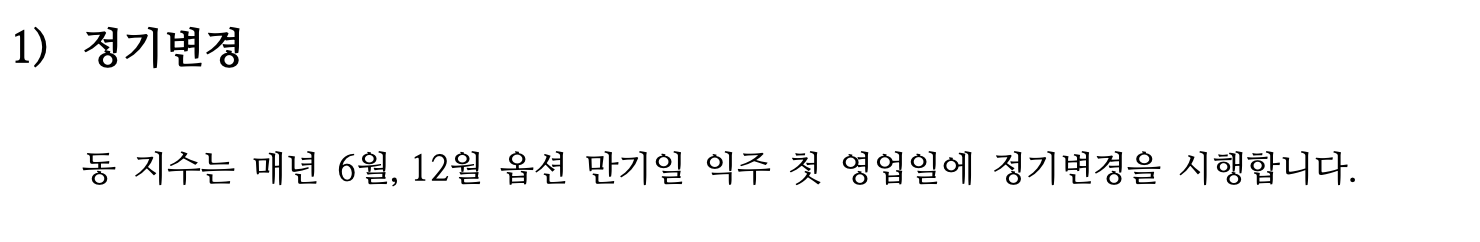 1) 정기변경
동 지수는 매년 6월, 12월 옵션 만기일 익주 첫 영업일에 정기변경을 시행합니다.